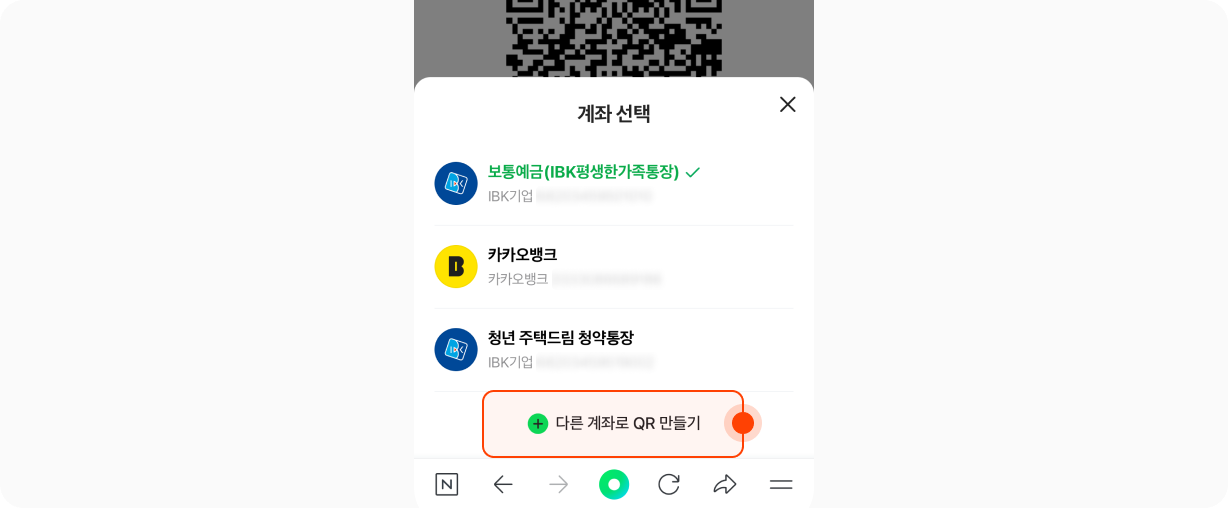 계좌 선택
보통예금(IBK평생한가족통장)
IBK기업
카카오뱅크
카카오뱅크
청년 주택드림 청약통장
IBK기업
다른 계좌로 QR 만들기